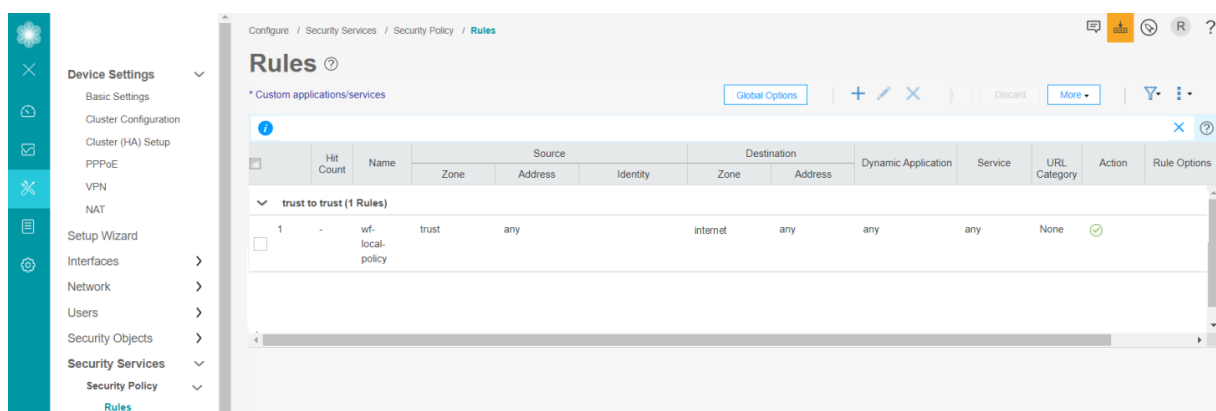 Configure / Security Services / Security Policy / Rules
R ?
Rules ?
* Custom applications/services
Global Options
Discard
More
Device Settings
Basic Settings
Cluster Configuration
Cluster (HA) Setup
PPPoE
VPN
NAT
Setup Wizard
Interfaces
Network
Users
Security Objects
Security Services
Security Policy
Rules
Hit Count Name Source Destination Dynamic Application Service URL Category Action Rule Options
Zone Address Identity Zone Address
trust to trust (1 Rules)
1 - wf-local-policy trust any internet any any any None